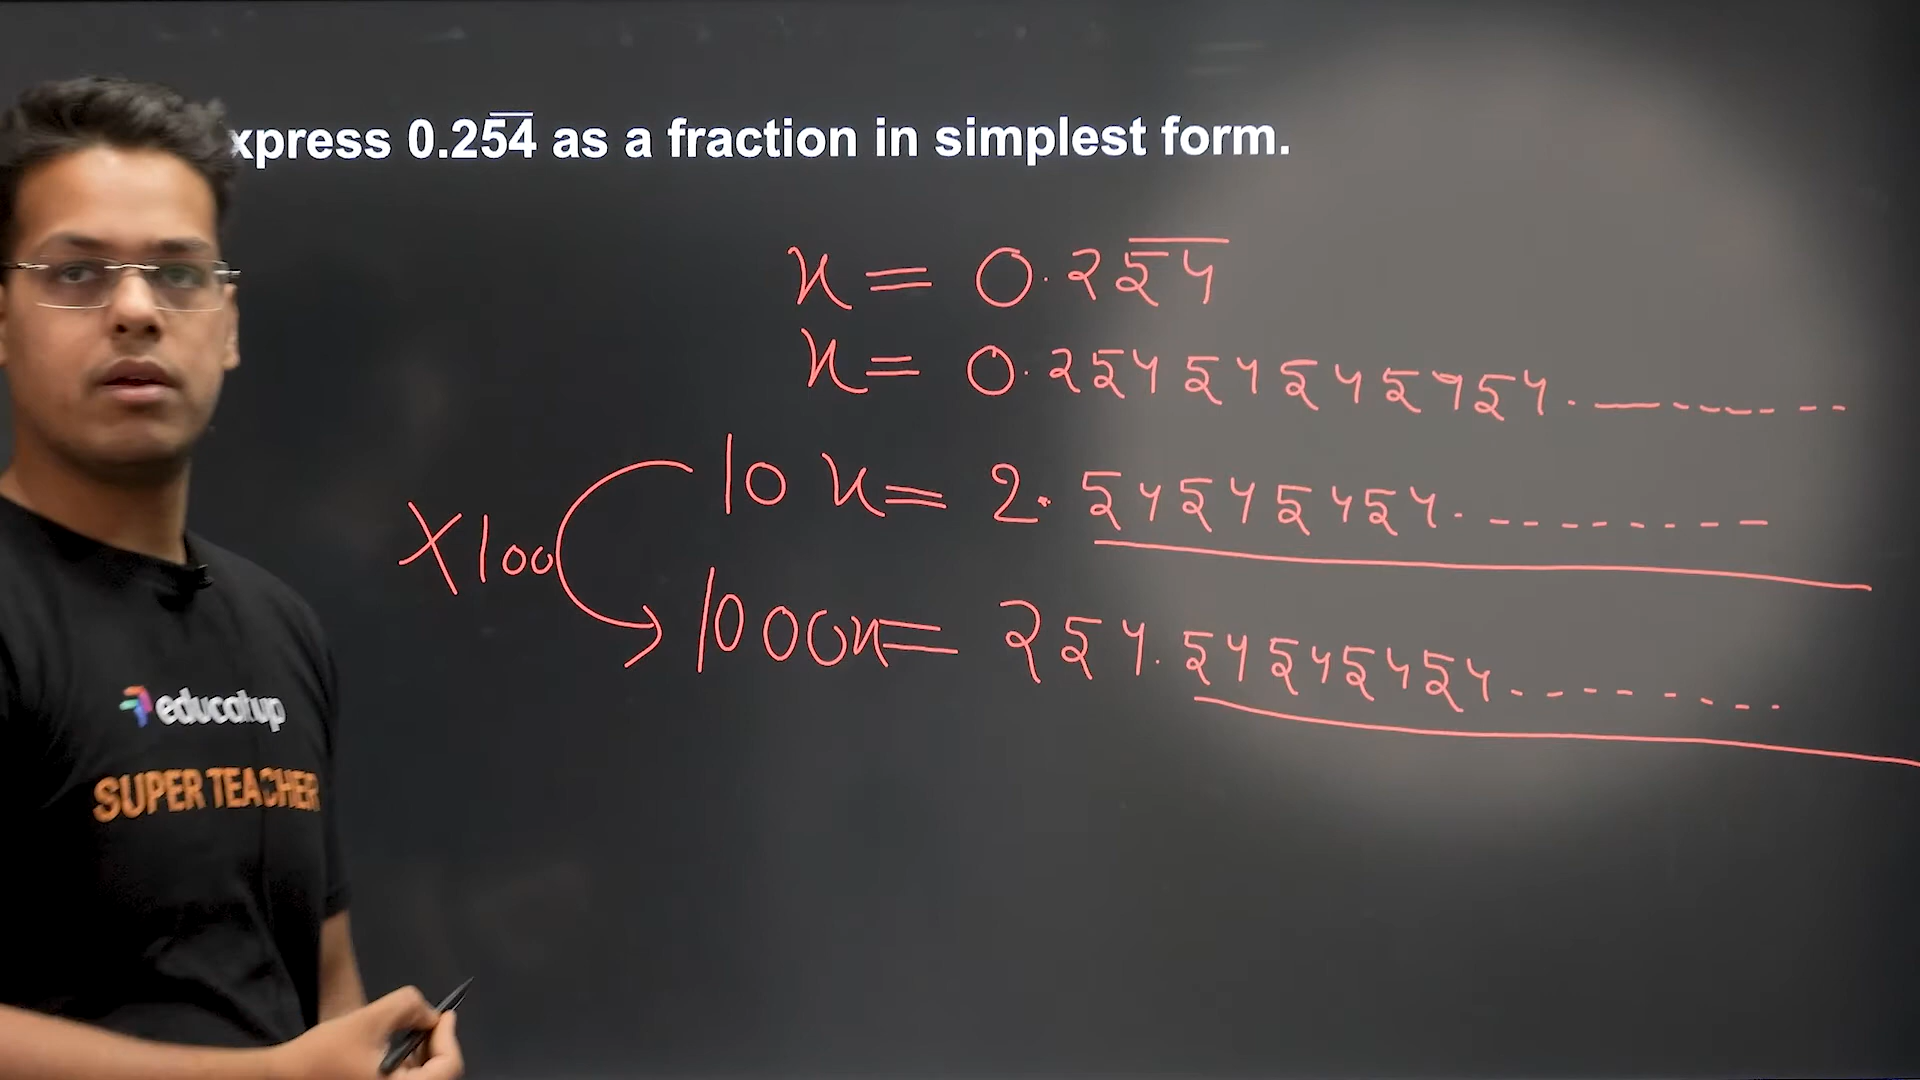 xpress 0.25̅4̅ as a fraction in simplest form.
x = 0.25̅4̅
x = 0.25454545454.--------
10x = 2.54545454.--------
×100
1000x = 254.54545454.--------
educatup
SUPER TEACHER